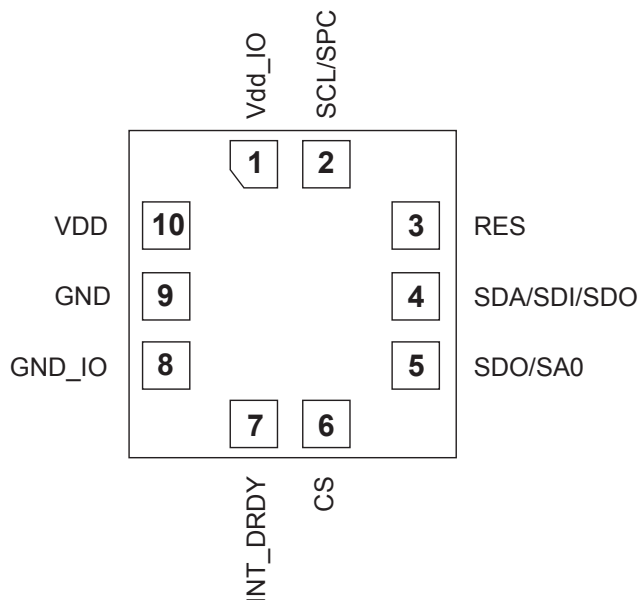 Vdd_IO
SCL/SPC
1
2
VDD
10
3
RES
GND
9
4
SDA/SDI/SDO
GND_IO
8
5
SDO/SA0
7
6
INT_DRDY
CS